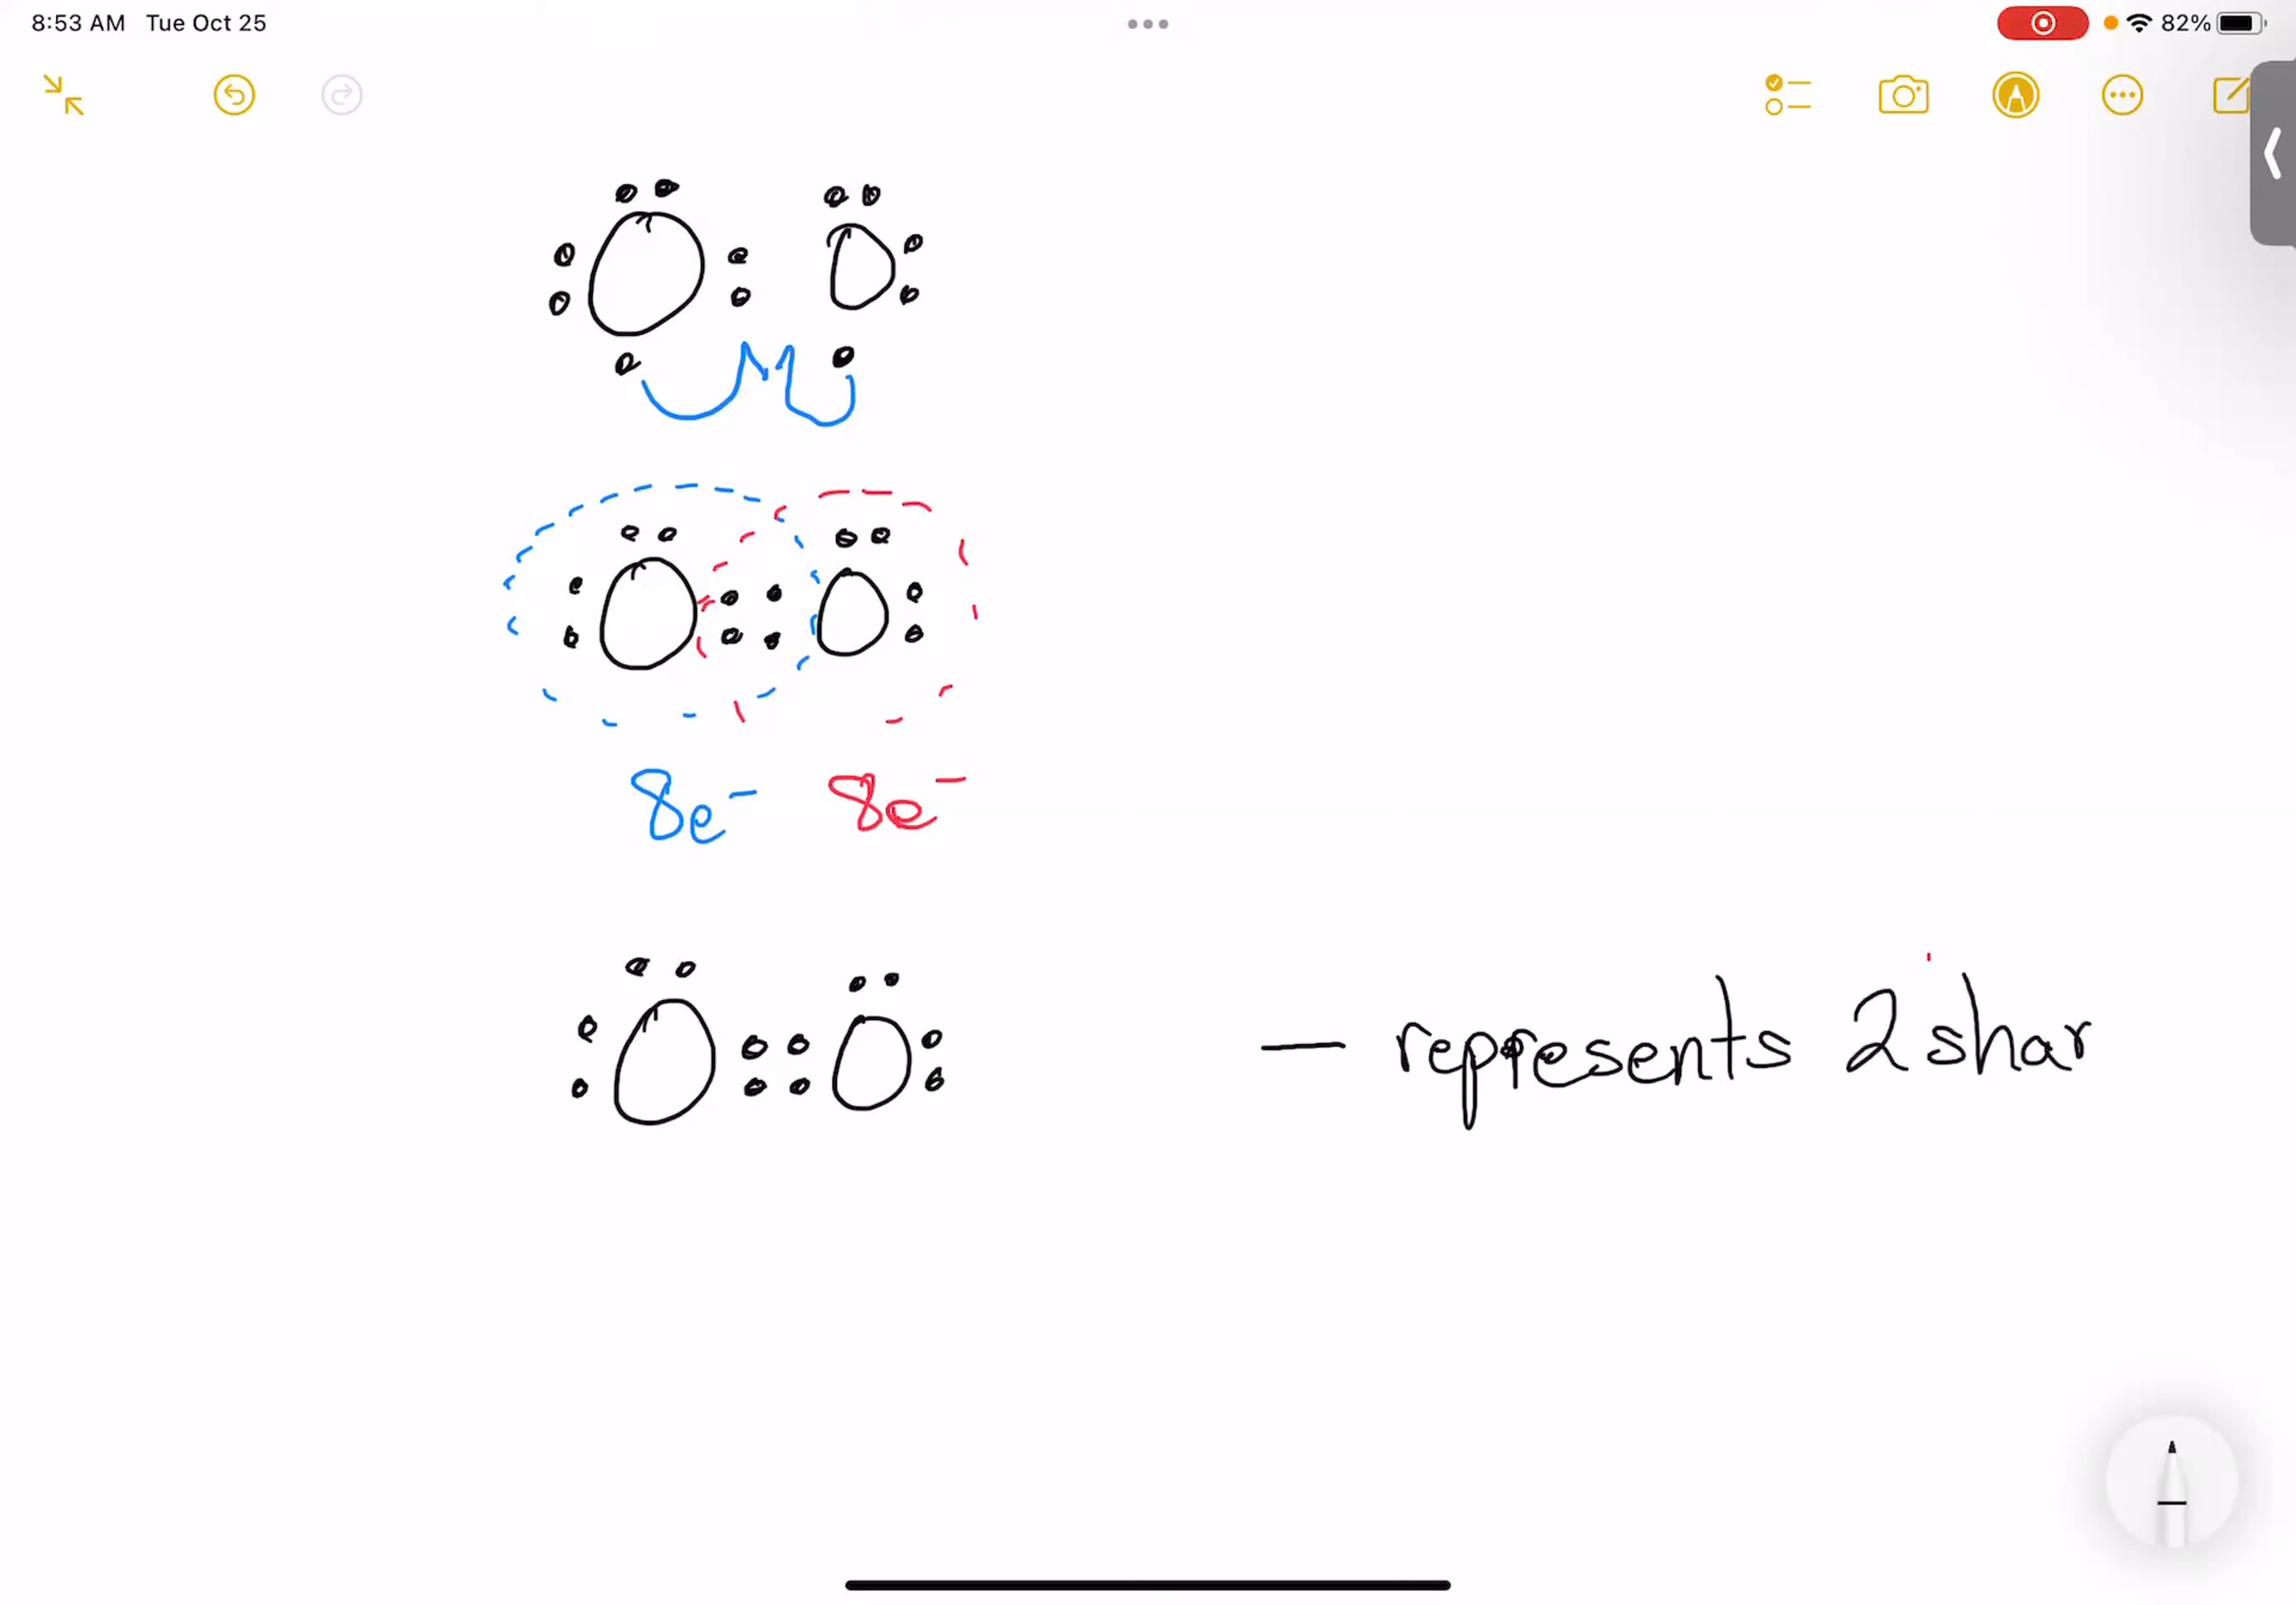 8:53 AM Tue Oct 25
82%
O O
O O
8e⁻ 8e⁻
O O
— represents 2 shar